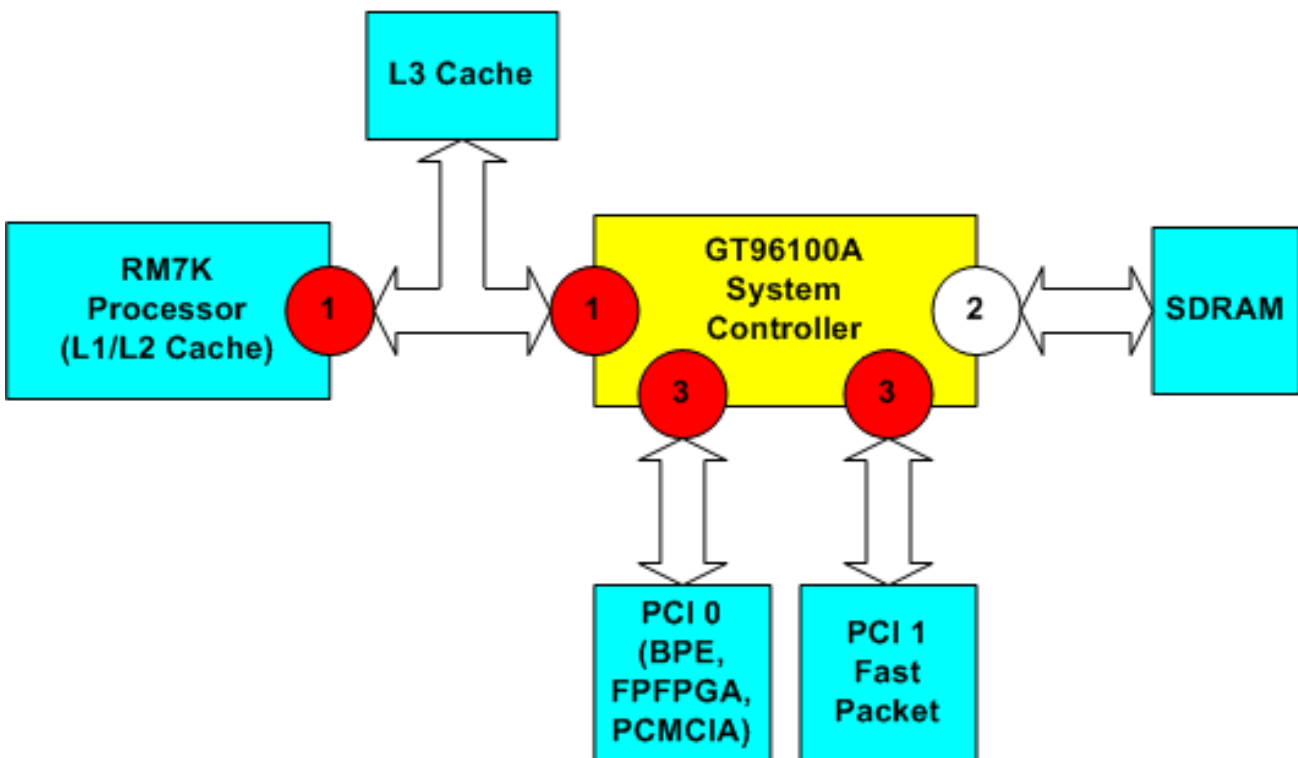 L3 Cache
RM7K
Processor
(L1/L2 Cache)
1
1
GT96100A
System
Controller
2
SDRAM
3
3
PCI 0
(BPE,
FPFPGA,
PCMCIA)
PCI 1
Fast
Packet